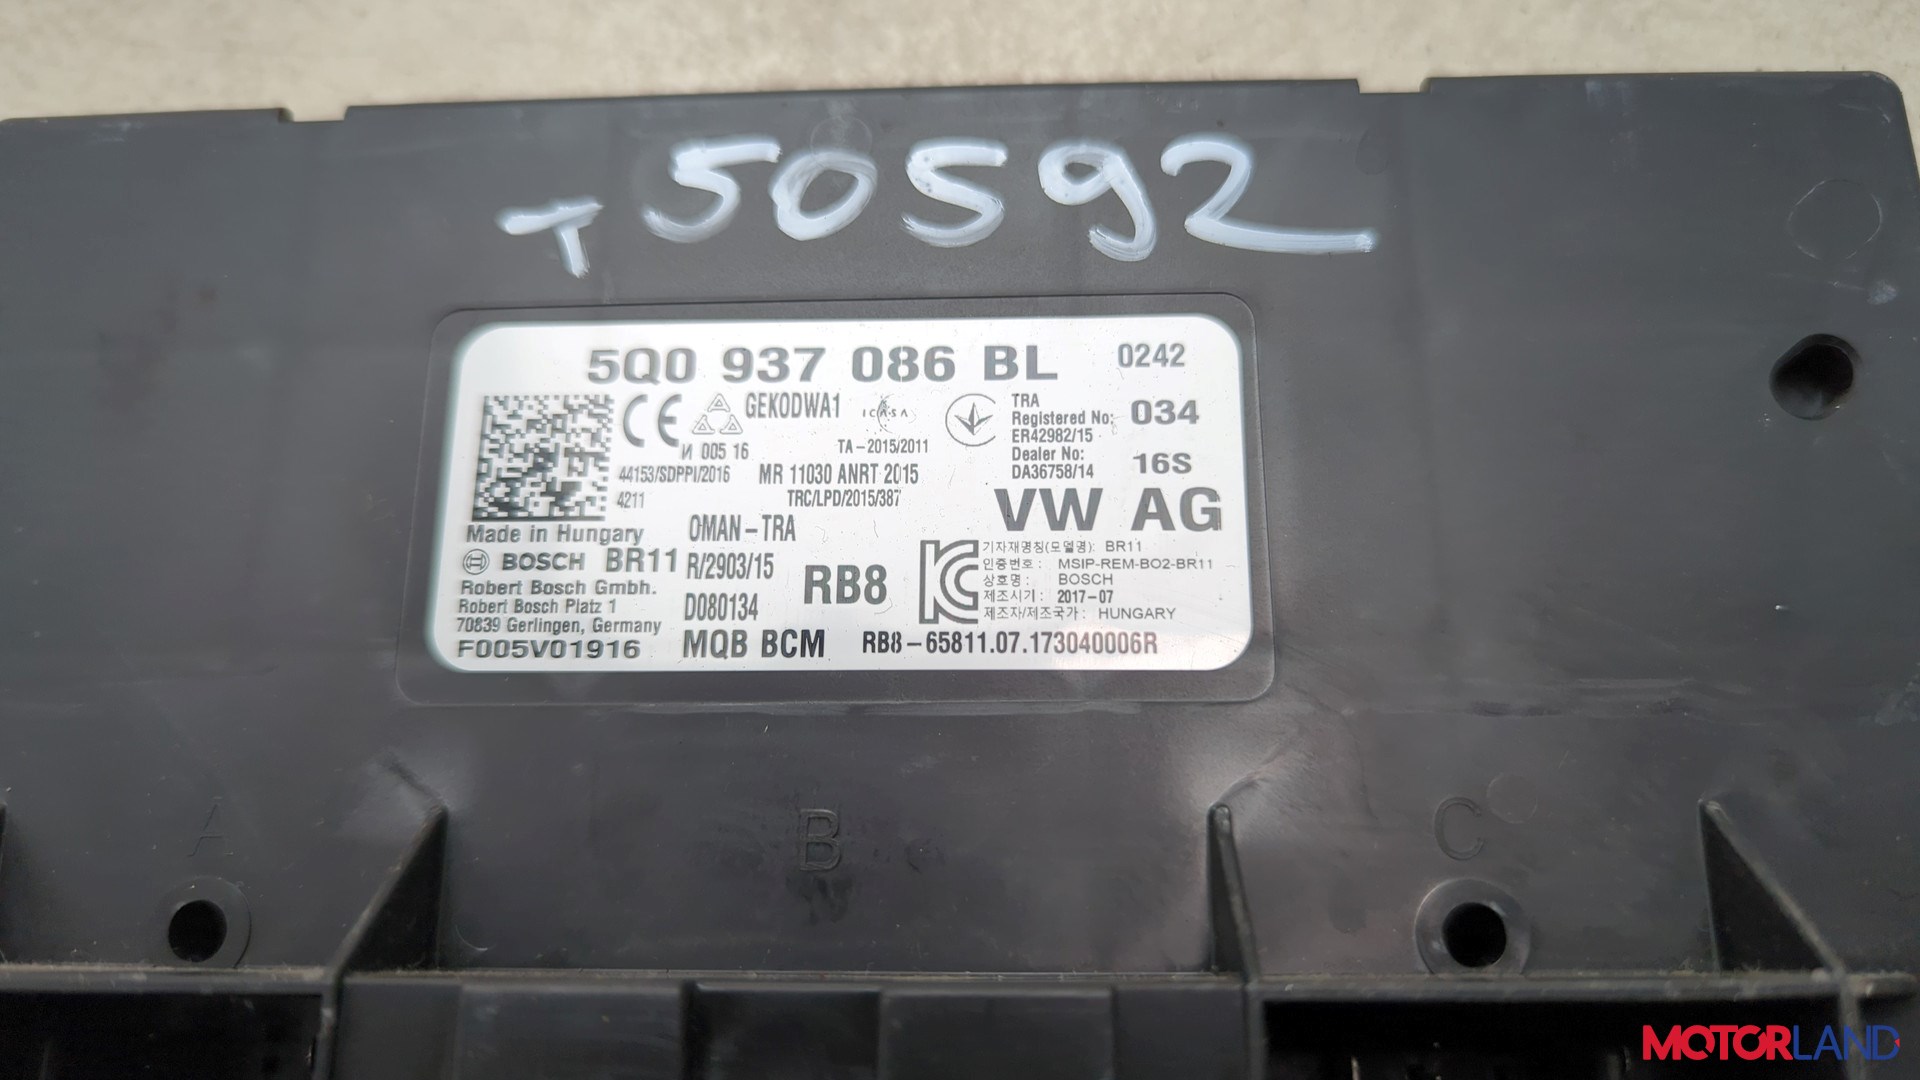 T 50592
5Q0 937 086 BL 0242
CE GEKODWA1 ICASA TRA
Registered No: 034
ER42982/15
И 005 16 TA-2015/2011 Dealer No:
44153/SDPPI/2016 MR 11030 ANRT 2015 DA36758/14 16S
4211 TRC/LPD/2015/387 VW AG
Made in Hungary OMAN-TRA
BOSCH BR11 R/2903/15 RB8
기자재명칭(모델명): BR11
인증번호: MSIP-REM-BO2-BR11
상호명: BOSCH
제조시기: 2017-07
제조자/제조국가: HUNGARY
Robert Bosch Gmbh.
Robert Bosch Platz 1 D080134
70839 Gerlingen, Germany
F005V01916 MQB BCM RB8-65811.07.173040006R
A B C
MOTORLAND